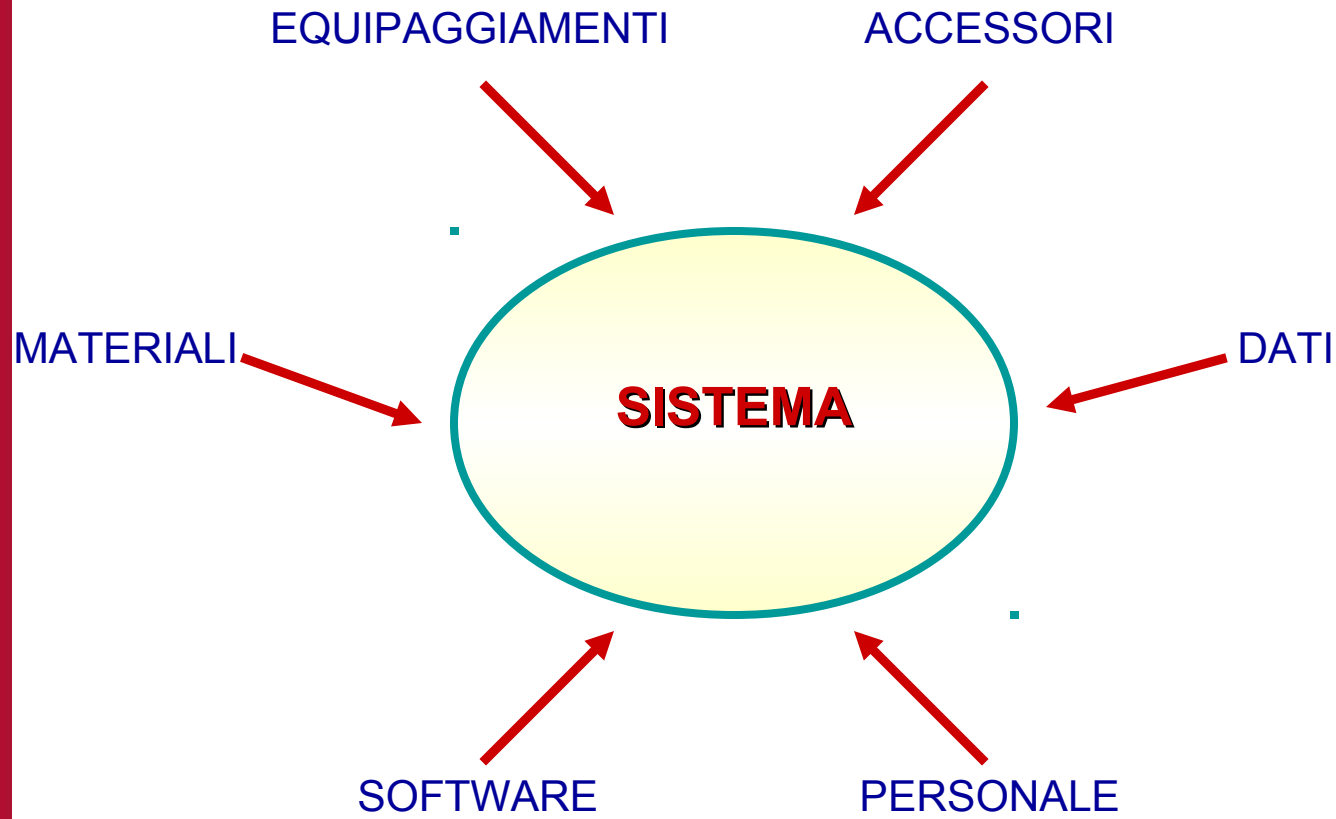 EQUIPAGGIAMENTI
ACCESSORI
MATERIALI
DATI
SISTEMA
SOFTWARE
PERSONALE